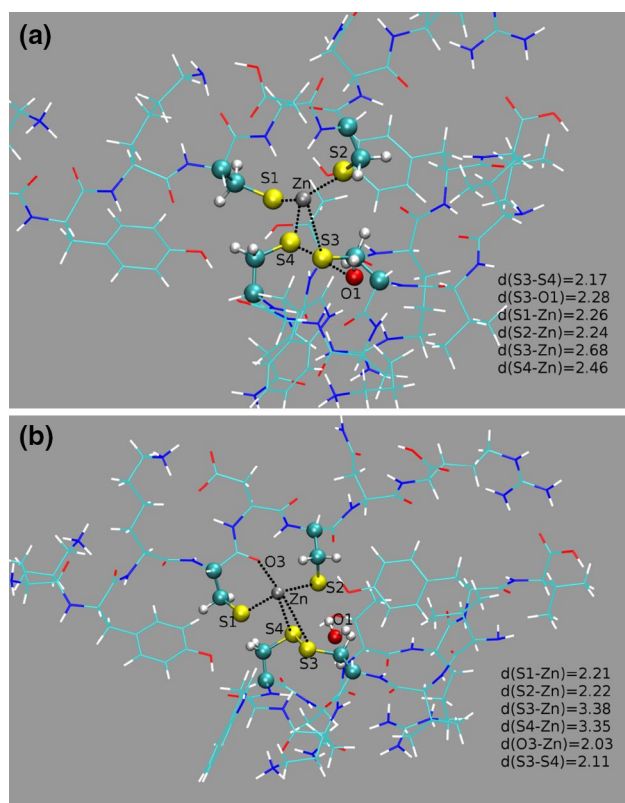 (a)
S2
S1
Zn
S4
S3
O1
d(S3-S4)=2.17
d(S3-O1)=2.28
d(S1-Zn)=2.26
d(S2-Zn)=2.24
d(S3-Zn)=2.68
d(S4-Zn)=2.46
(b)
O3
S2
Zn
S1
O1
S4
S3
d(S1-Zn)=2.21
d(S2-Zn)=2.22
d(S3-Zn)=3.38
d(S4-Zn)=3.35
d(O3-Zn)=2.03
d(S3-S4)=2.11